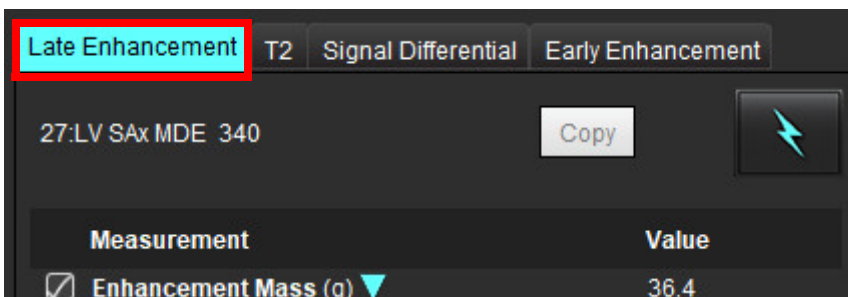 Late Enhancement T2 Signal Differential Early Enhancement
27:LV SAx MDE 340 Copy
Measurement Value
Enhancement Mass (g) 36.4